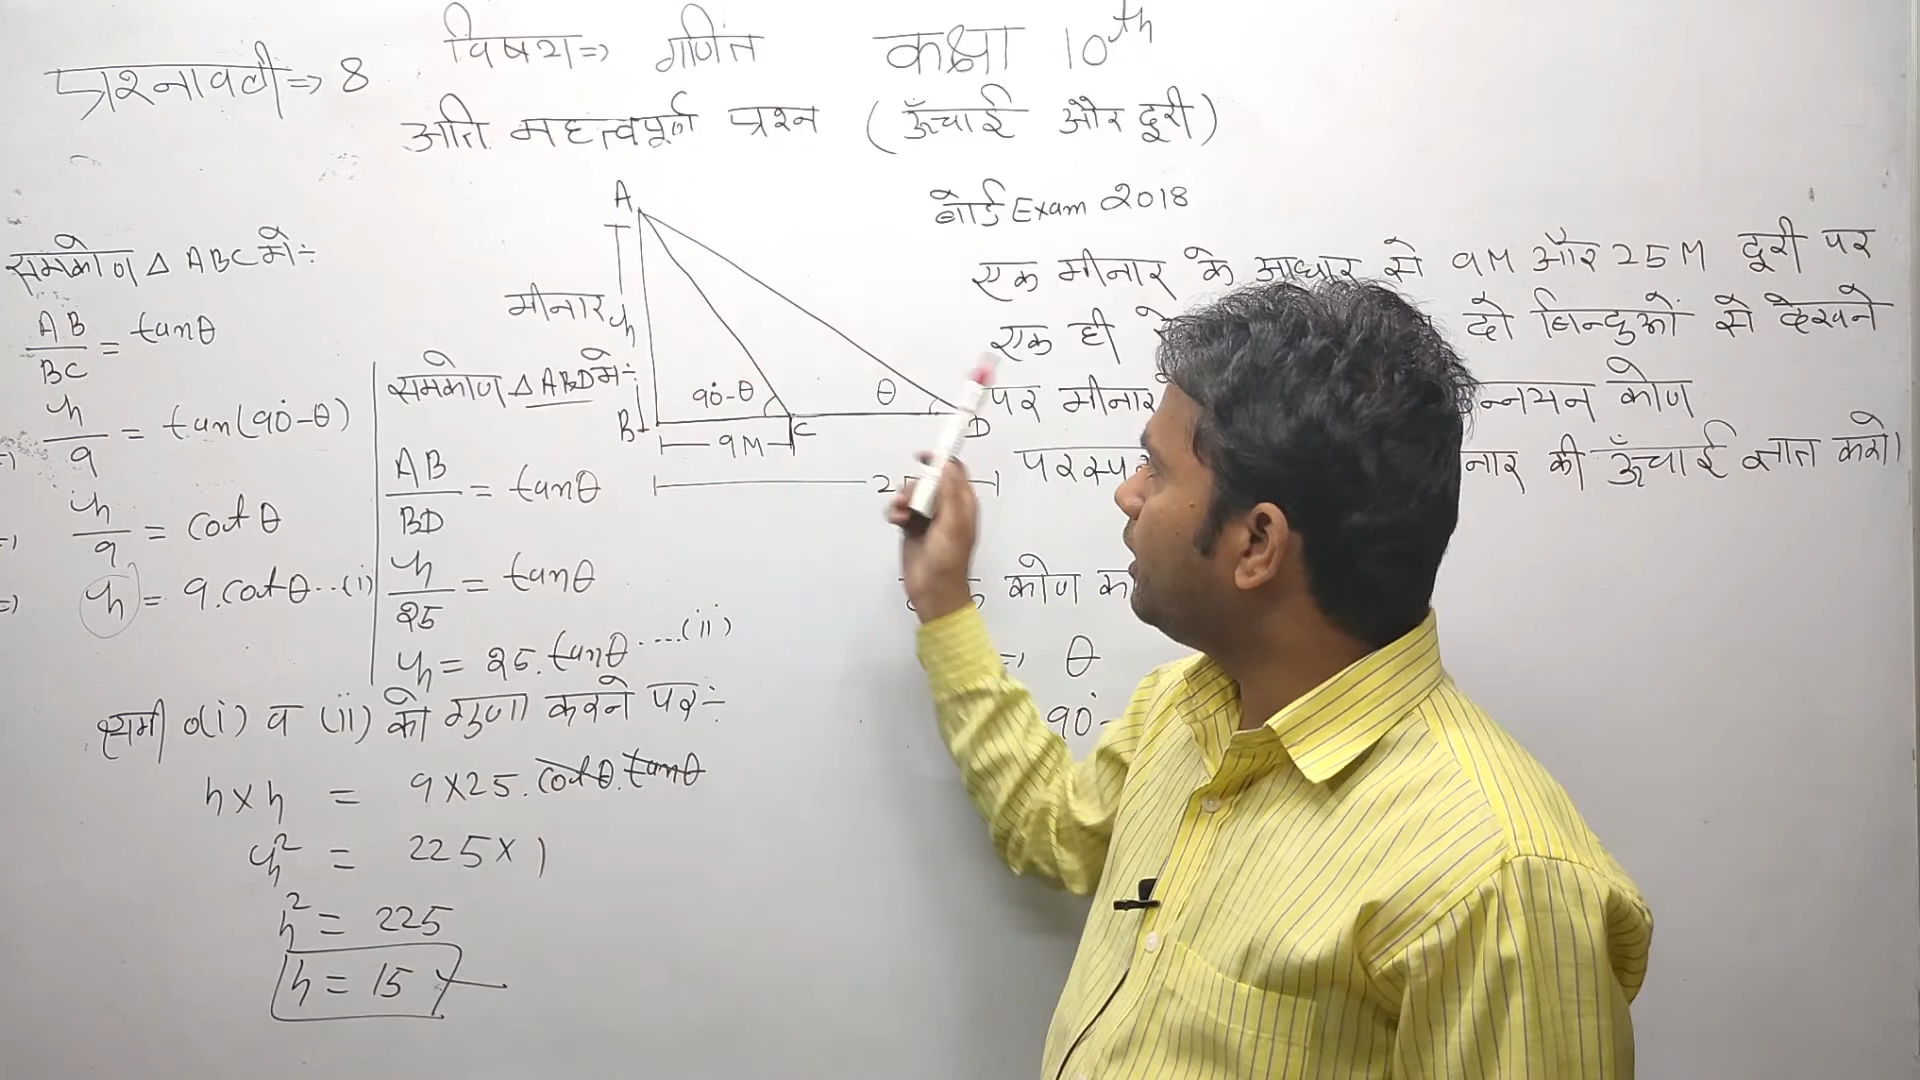 प्रश्नावली => 8
विषय => गणित कक्षा 10th
अति महत्वपूर्ण प्रश्न (ऊँचाई और दूरी)
बोर्ड Exam 2018
एक मीनार के आधार से 9M और 25M दूरी पर
एक ही दो बिन्दुओं से देखने
पर मीनार उन्नयन कोण
की ऊँचाई ज्ञात करो।
A
मीनार h
B
90°-θ
C
θ
D
9M
समकोण △ ABC में ÷
AB/BC = tanθ
h/9 = tan(90°-θ)
=> h/9 = cotθ
=> h = 9.cotθ...(i)
समकोण △ ABD में ÷
AB/BD = tanθ
h/25 = tanθ
h = 25.tanθ....(ii)
समी०(i) व (ii) को गुणा करने पर ÷
h×h = 9×25.cotθ.tanθ
h² = 225×1
h² = 225
h = 15
कोण
=> θ
90°-